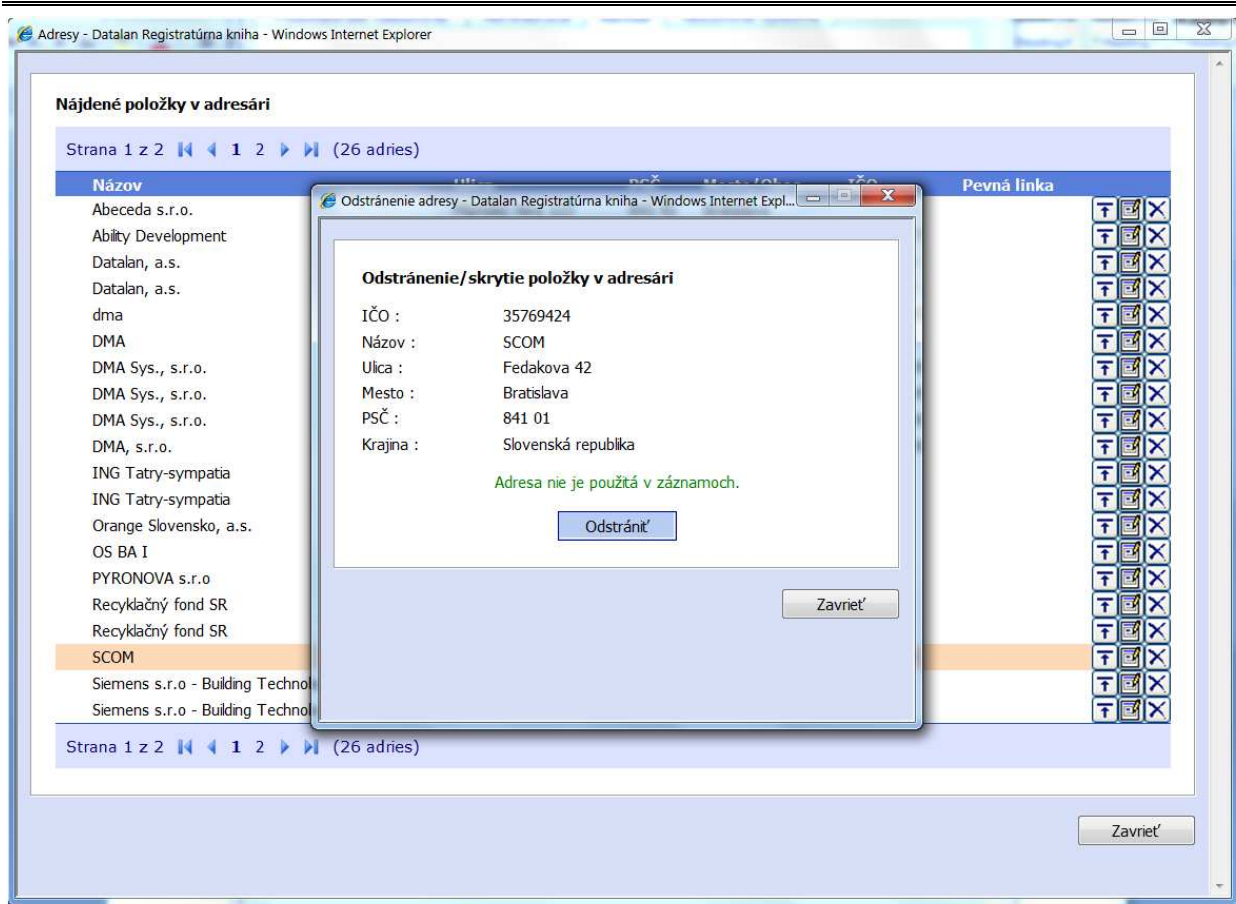 Adresy - Datalan Registratúrna kniha - Windows Internet Explorer
Nájdené položky v adresári
Strana 1 z 2 1 2 (26 adries)
Názov Pevná linka
Abeceda s.r.o.
Ability Development
Datalan, a.s.
Datalan, a.s.
dma
DMA
DMA Sys., s.r.o.
DMA Sys., s.r.o.
DMA Sys., s.r.o.
DMA, s.r.o.
ING Tatry-sympatia
ING Tatry-sympatia
Orange Slovensko, a.s.
OS BA I
PYRONOVA s.r.o
Recyklačný fond SR
Recyklačný fond SR
SCOM
Siemens s.r.o - Building Technol
Siemens s.r.o - Building Technol
Strana 1 z 2 1 2 (26 adries)
Zavrieť
Odstránenie adresy - Datalan Registratúrna kniha - Windows Internet Expl...
Odstránenie/skrytie položky v adresári
IČO : 35769424
Názov : SCOM
Ulica : Fedakova 42
Mesto : Bratislava
PSČ : 841 01
Krajina : Slovenská republika
Adresa nie je použitá v záznamoch.
Odstrániť
Zavrieť